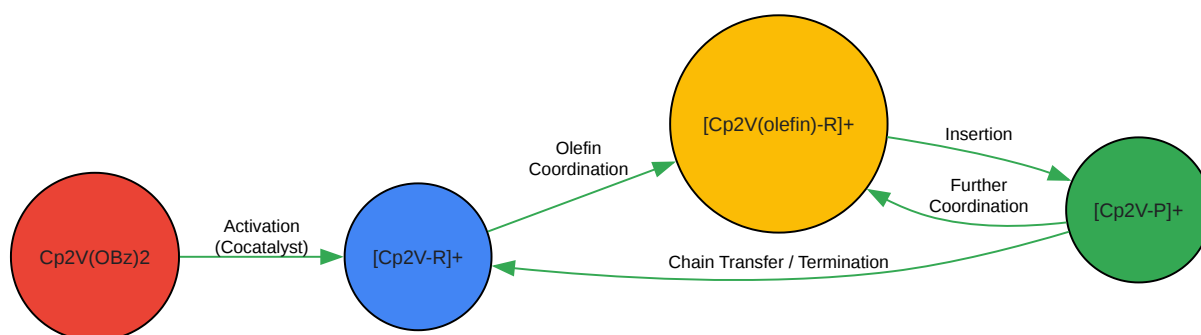 Cp2V(OBz)2
Activation
(Cocatalyst)
[Cp2V-R]+
Olefin
Coordination
[Cp2V(olefin)-R]+
Insertion
Further
Coordination
[Cp2V-P]+
Chain Transfer / Termination